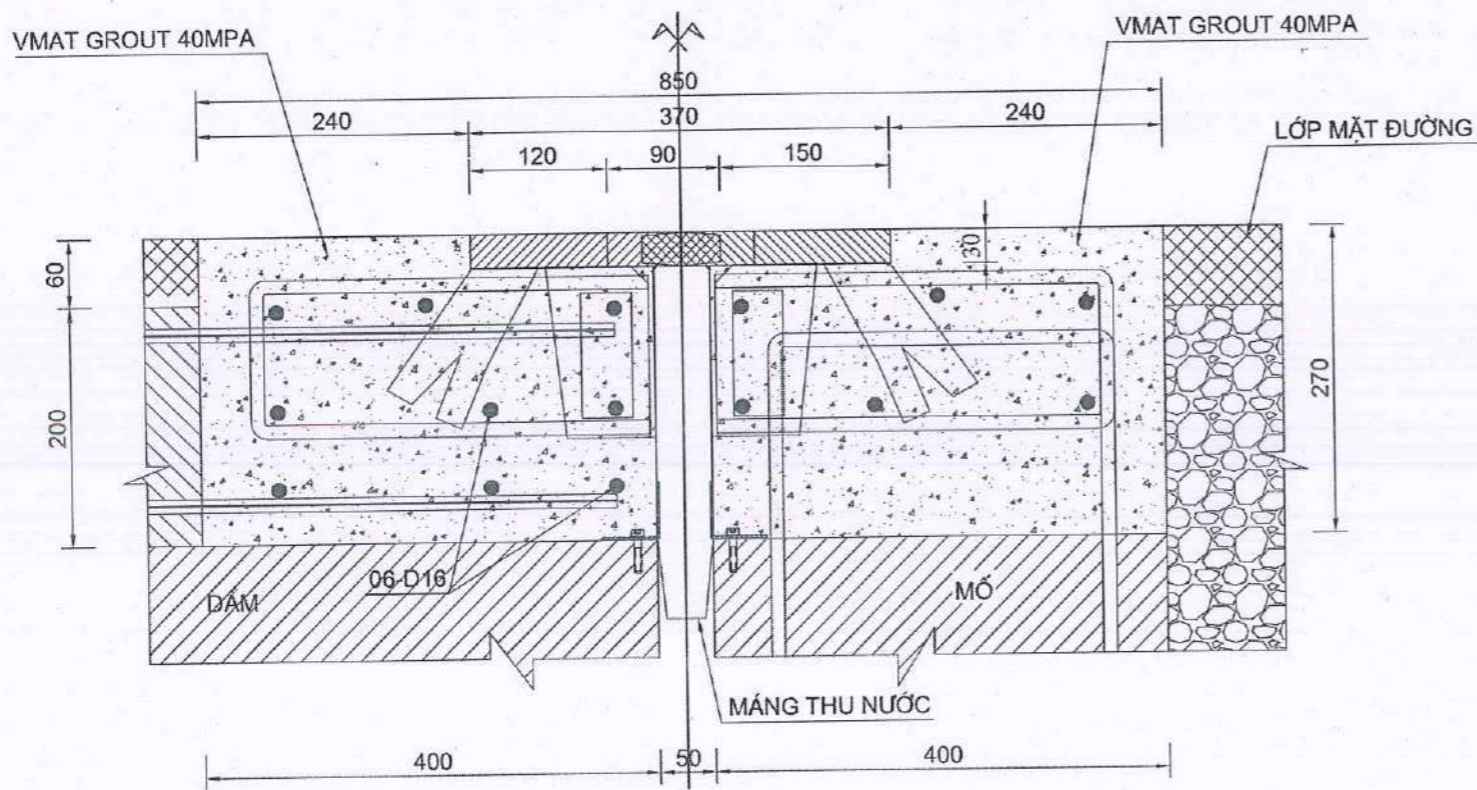 VMAT GROUT 40MPA
VMAT GROUT 40MPA
850
240
370
240
LỚP MẶT ĐƯỜNG
120
90
150
60
30
200
270
06-D16
DẦM
MỐ
MÁNG THU NƯỚC
400
50
400